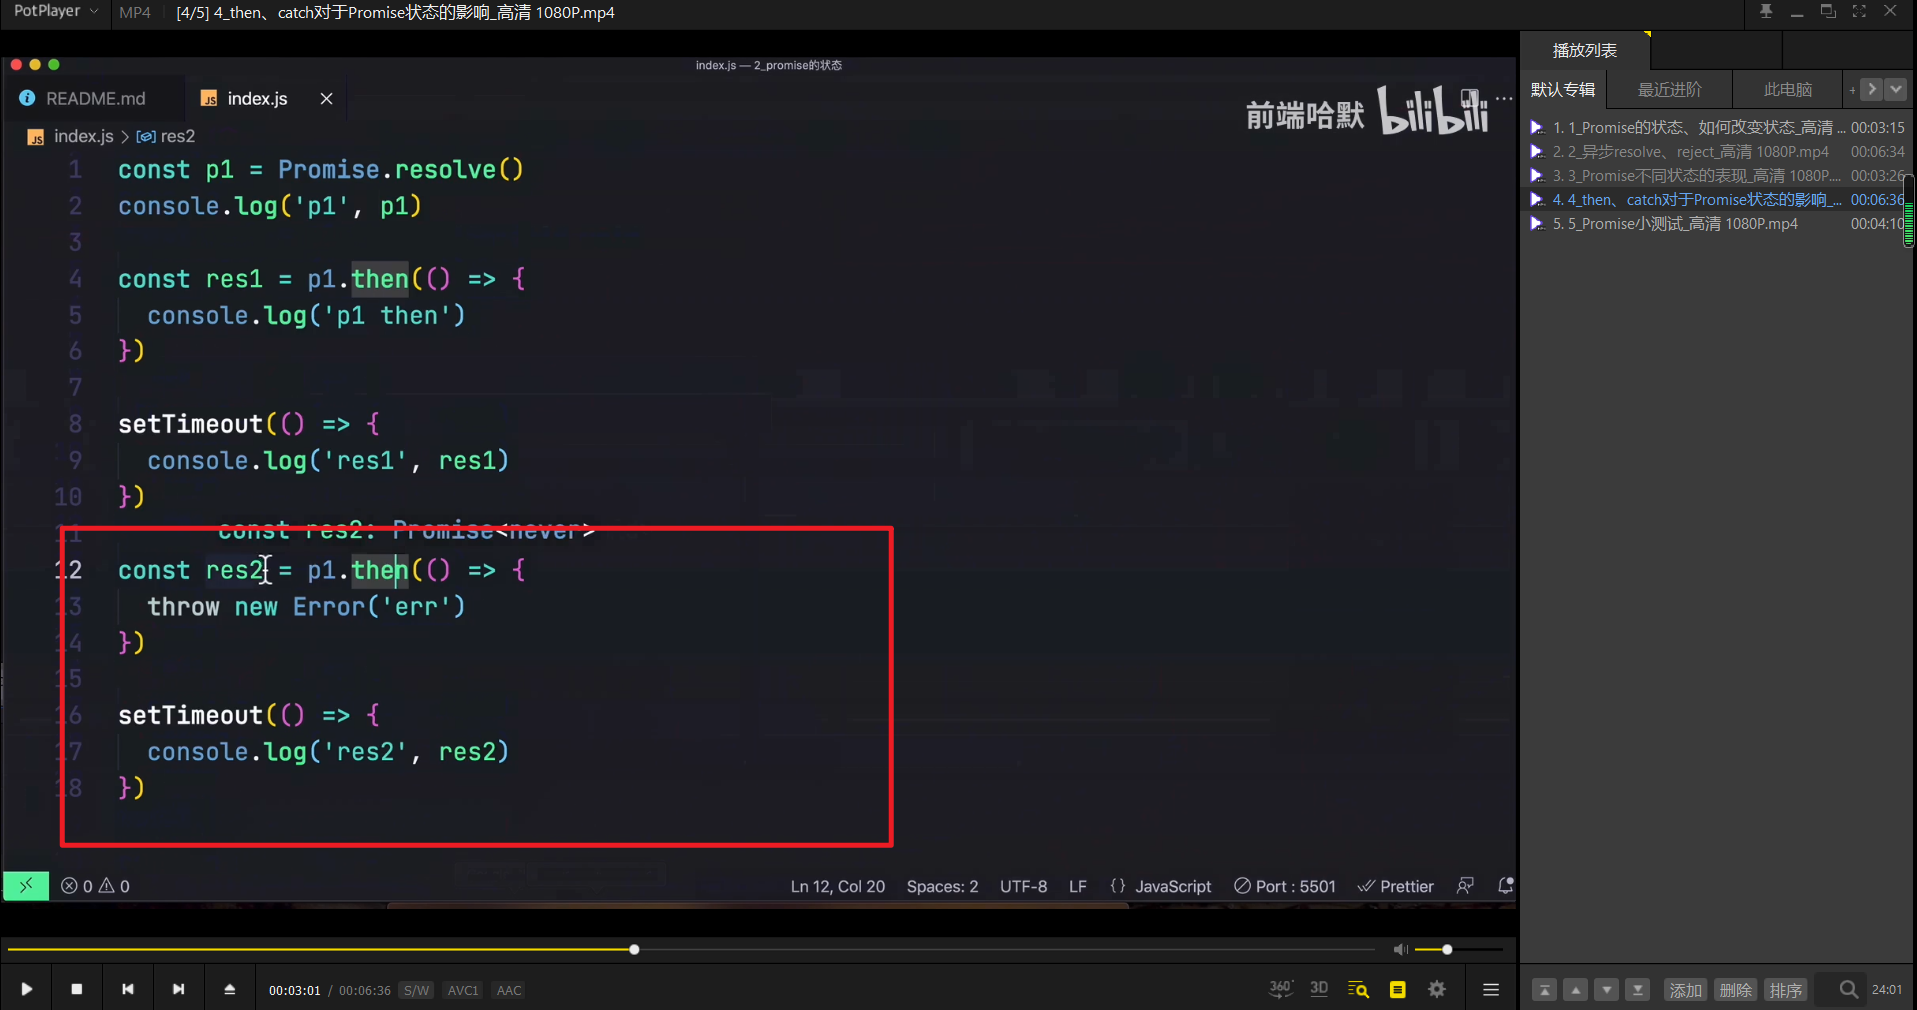 PotPlayer MP4 [4/5] 4_then、catch对于Promise状态的影响_高清 1080P.mp4
index.js — 2_promise的状态
README.md index.js
前端哈默 bilibili
index.js > res2
1 const p1 = Promise.resolve()
2 console.log('p1', p1)
3
4 const res1 = p1.then(() => {
5 console.log('p1 then')
6 })
7
8 setTimeout(() => {
9 console.log('res1', res1)
10 })
11 const res2: Promise<never>
12 const res2 = p1.then(() => {
13 throw new Error('err')
14 })
15
16 setTimeout(() => {
17 console.log('res2', res2)
18 })
0 0 Ln 12, Col 20 Spaces: 2 UTF-8 LF {} JavaScript Port : 5501 Prettier
00:03:01 / 00:06:36 S/W AVC1 AAC
360° 3D
播放列表
默认专辑 最近进阶 此电脑 +
1. 1_Promise的状态、如何改变状态_高清 ... 00:03:15
2. 2_异步resolve、reject_高清 1080P.mp4 00:06:34
3. 3_Promise不同状态的表现_高清 1080P.... 00:03:26
4. 4_then、catch对于Promise状态的影响_... 00:06:36
5. 5_Promise小测试_高清 1080P.mp4 00:04:10
添加 删除 排序 24:01